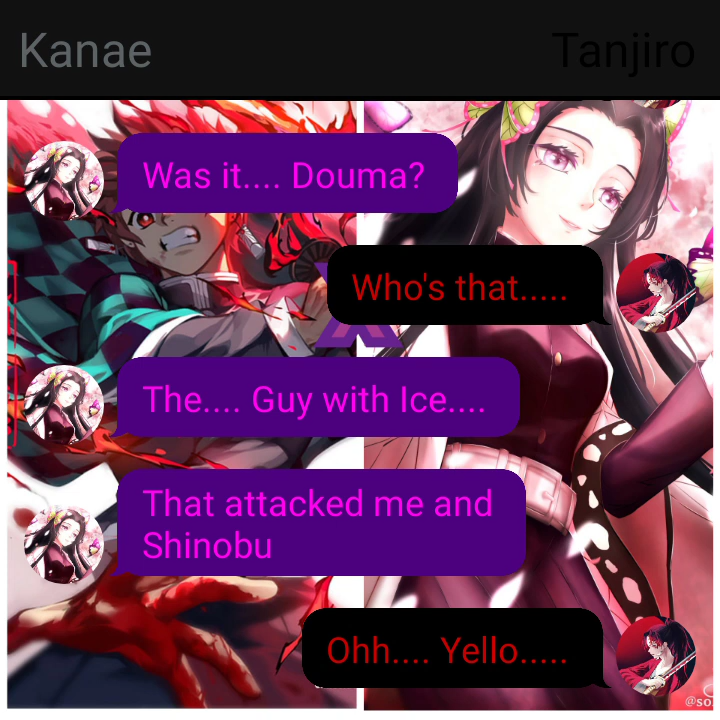 Kanae
Tanjiro
Was it.... Douma?
Who's that.....
The.... Guy with Ice....
That attacked me and
Shinobu
Ohh.... Yello.....